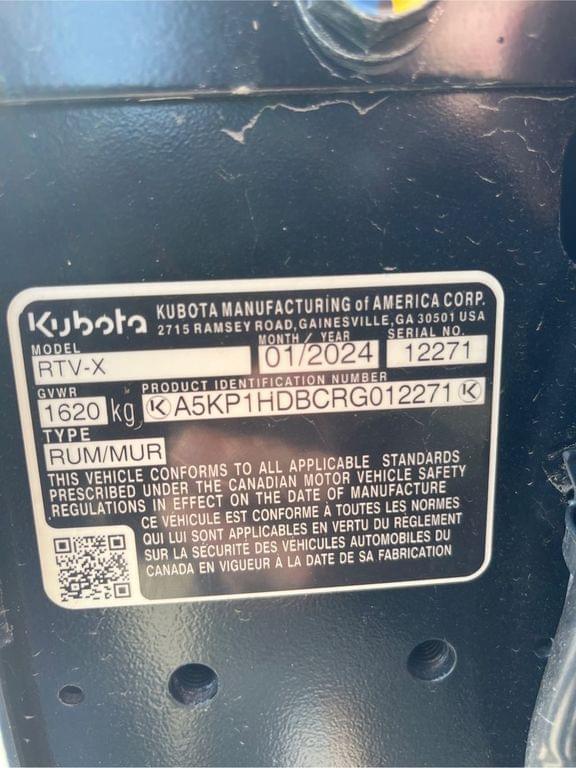 Kubota KUBOTA MANUFACTURING of AMERICA CORP.
2715 RAMSEY ROAD, GAINESVILLE, GA 30501 USA
MODEL MONTH / YEAR SERIAL NO.
RTV-X 01/2024 12271
GVWR PRODUCT IDENTIFICATION NUMBER
1620 kg K A5KP1HDBCRG012271 K
TYPE
RUM/MUR
THIS VEHICLE CONFORMS TO ALL APPLICABLE STANDARDS
PRESCRIBED UNDER THE CANADIAN MOTOR VEHICLE SAFETY
REGULATIONS IN EFFECT ON THE DATE OF MANUFACTURE
CE VÉHICULE EST CONFORME À TOUTES LES NORMES
QUI LUI SONT APPLICABLES EN VERTU DU RÈGLEMENT
SUR LA SÉCURITÉ DES VÉHICULES AUTOMOBILES DU
CANADA EN VIGUEUR À LA DATE DE SA FABRICATION